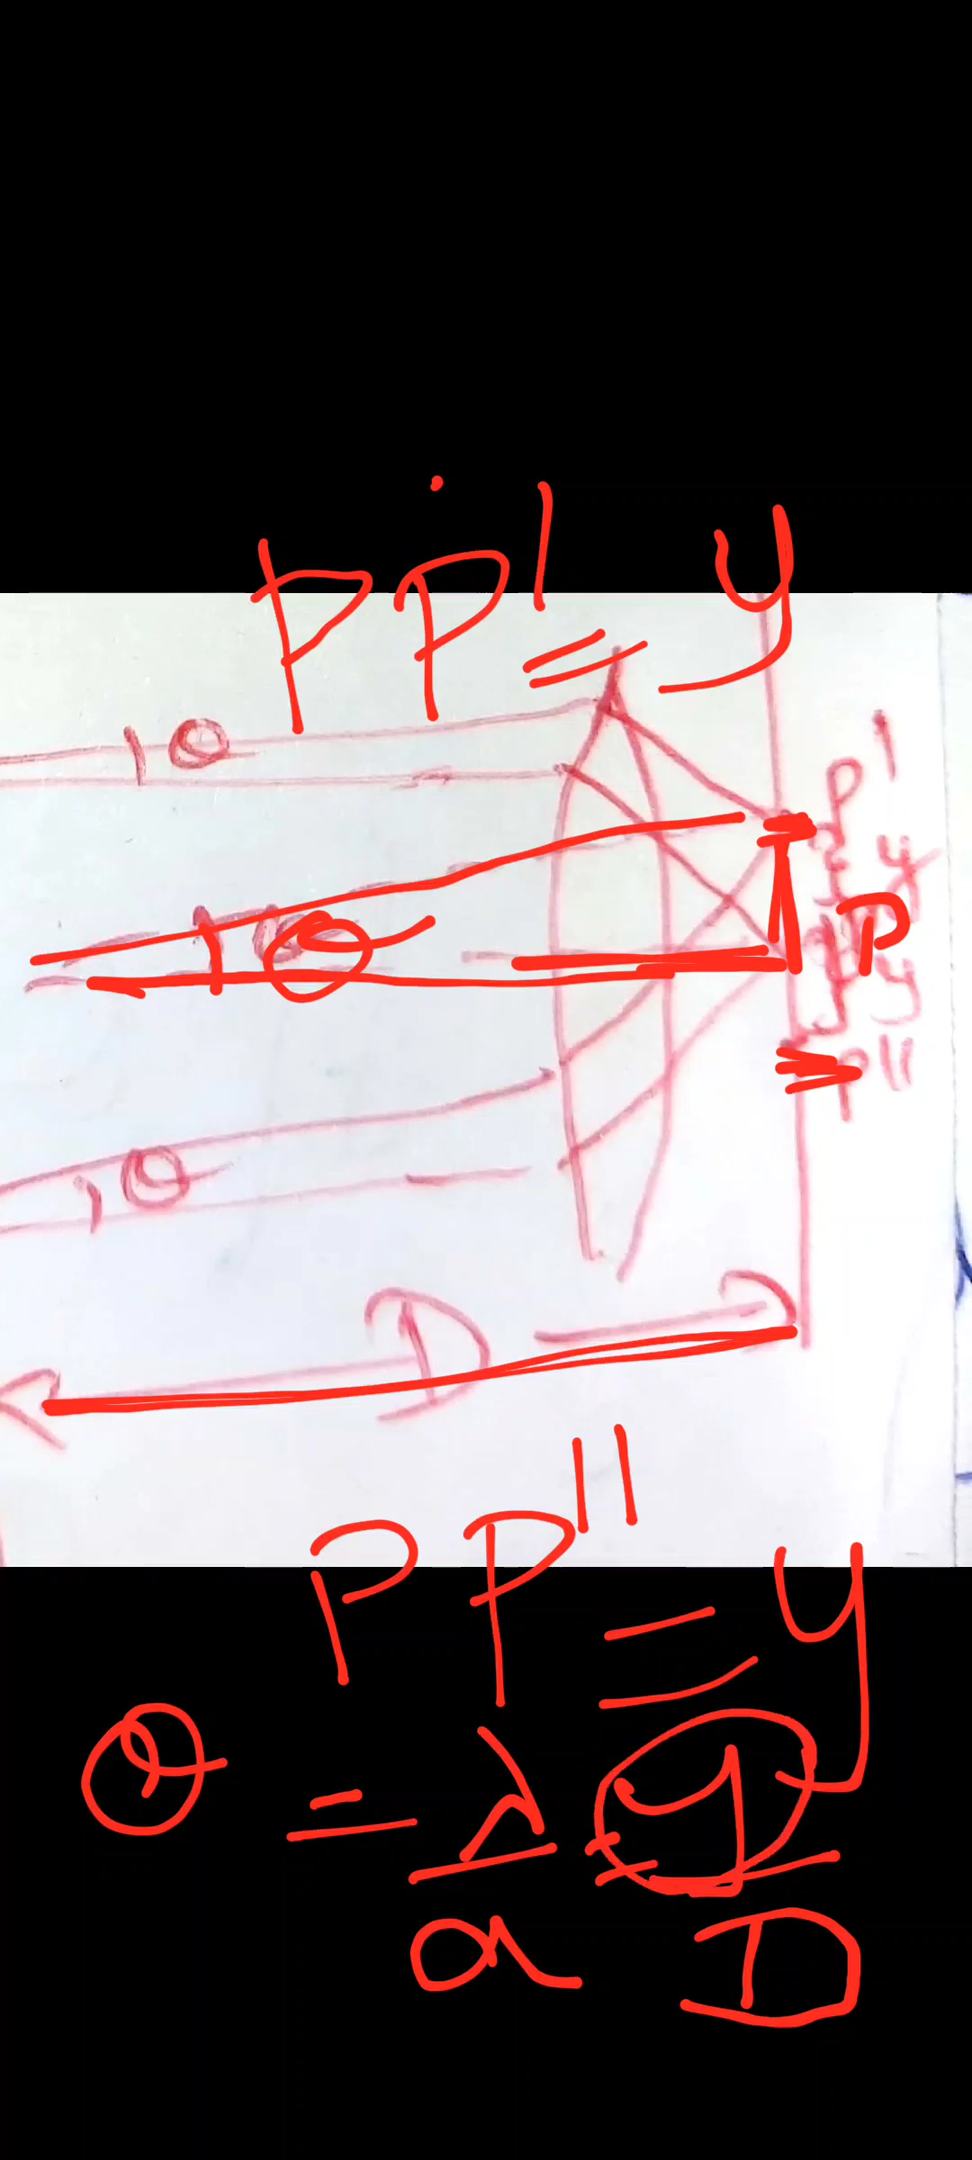 PP' = y
P'
θ
y
θ
P
y
P''
θ
D
PP'' = y
θ = λ/a = y/D